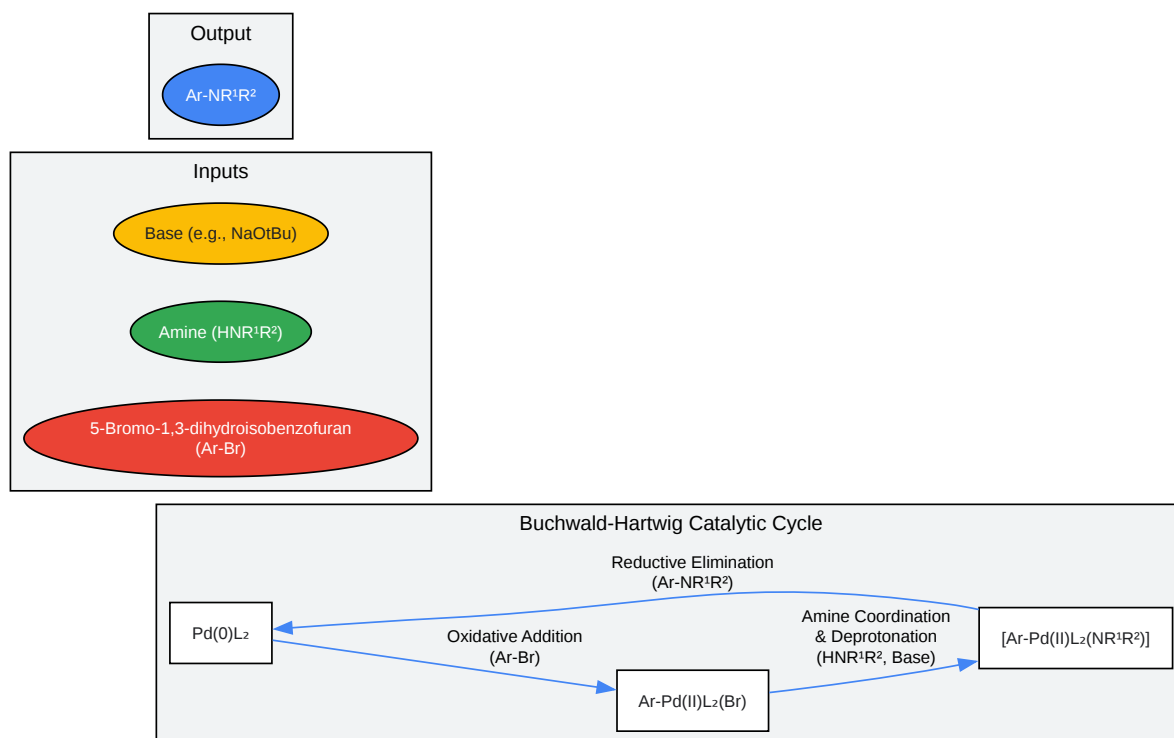 Output
Ar-NR¹R²
Inputs
Base (e.g., NaOtBu)
Amine (HNR¹R²)
5-Bromo-1,3-dihydroisobenzofuran
(Ar-Br)
Buchwald-Hartwig Catalytic Cycle
Reductive Elimination
(Ar-NR¹R²)
Pd(0)L₂
Oxidative Addition
(Ar-Br)
Amine Coordination
& Deprotonation
(HNR¹R², Base)
[Ar-Pd(II)L₂(NR¹R²)]
Ar-Pd(II)L₂(Br)